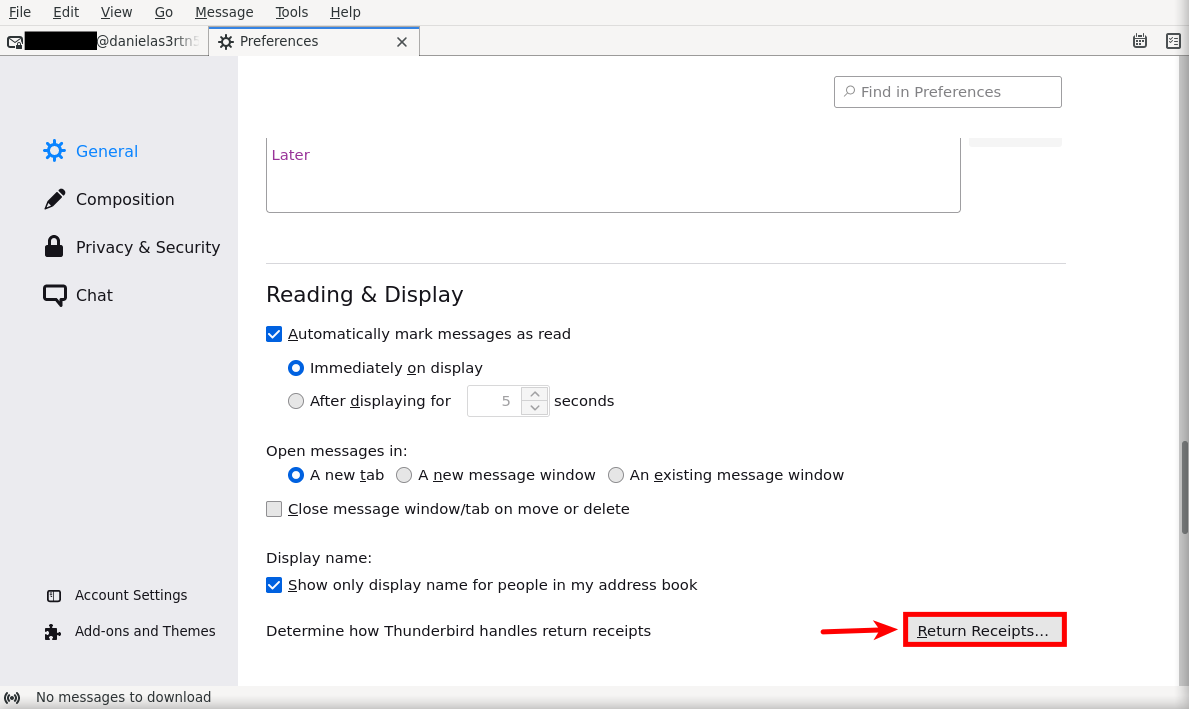 File Edit View Go Message Tools Help
@danielas3rtn5
Preferences
Find in Preferences
General
Composition
Privacy & Security
Chat
Later
Reading & Display
Automatically mark messages as read
Immediately on display
After displaying for 5 seconds
Open messages in:
A new tab A new message window An existing message window
Close message window/tab on move or delete
Display name:
Show only display name for people in my address book
Determine how Thunderbird handles return receipts Return Receipts…
Account Settings
Add-ons and Themes
No messages to download